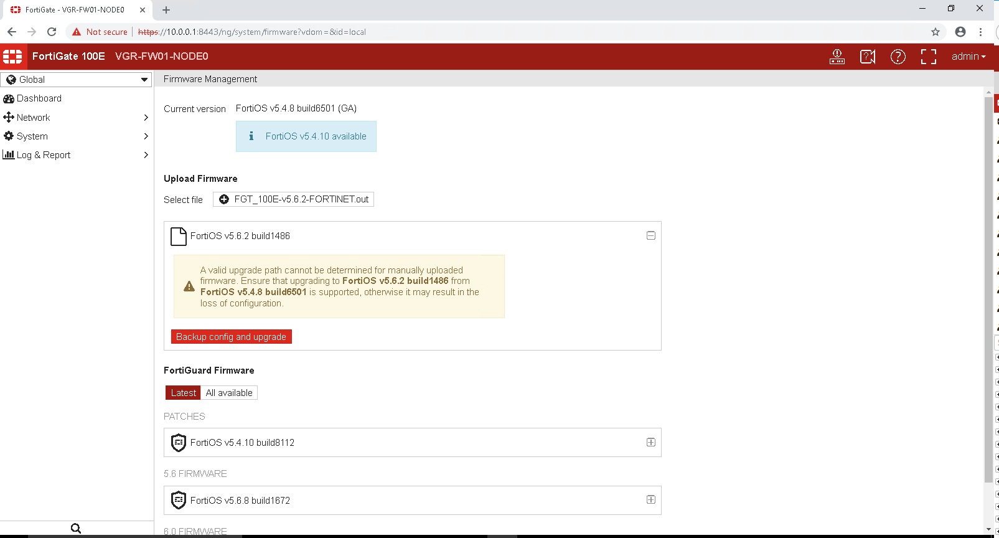 FortiGate - VGR-FW01-NODE0
Not secure
https://10.0.0.1:8443/ng/system/firmware?vdom=&id=local
FortiGate 100E VGR-FW01-NODE0
admin
Global
Firmware Management
Dashboard
Network
System
Log & Report
Current version FortiOS v5.4.8 build6501 (GA)
FortiOS v5.4.10 available
Upload Firmware
Select file FGT_100E-v5.6.2-FORTINET.out
FortiOS v5.6.2 build1486
A valid upgrade path cannot be determined for manually uploaded
firmware. Ensure that upgrading to FortiOS v5.6.2 build1486 from
FortiOS v5.4.8 build6501 is supported, otherwise it may result in the
loss of configuration.
Backup config and upgrade
FortiGuard Firmware
Latest All available
PATCHES
FortiOS v5.4.10 build8112
5.6 FIRMWARE
FortiOS v5.6.8 build1672
6.0 FIRMWARE